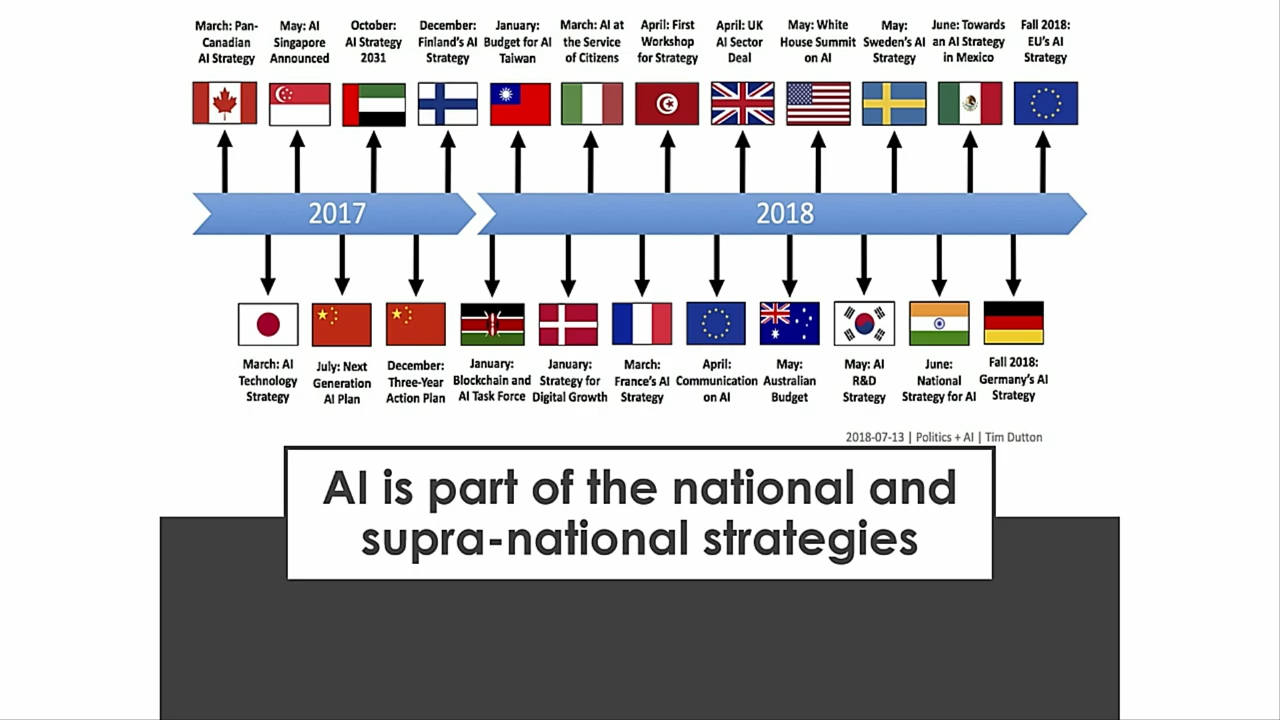 March: Pan-
Canadian
AI Strategy
May: AI
Singapore
Announced
October:
AI Strategy
2031
December:
Finland's AI
Strategy
January:
Budget for AI
Taiwan
March: AI at
the Service
of Citizens
April: First
Workshop
for Strategy
April: UK
AI Sector
Deal
May: White
House Summit
on AI
May:
Sweden's AI
Strategy
June: Towards
an AI Strategy
in Mexico
Fall 2018:
EU's AI
Strategy
2017
2018
March: AI
Technology
Strategy
July: Next
Generation
AI Plan
December:
Three-Year
Action Plan
January:
Blockchain and
AI Task Force
January:
Strategy for
Digital Growth
March:
France's AI
Strategy
April:
Communication
on AI
May:
Australian
Budget
May: AI
R&D
Strategy
June:
National
Strategy for AI
Fall 2018:
Germany's AI
Strategy
2018-07-13 | Politics + AI | Tim Dutton
AI is part of the national and
supra-national strategies